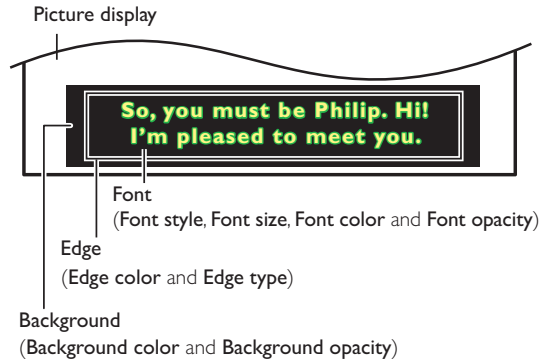 Picture display
So, you must be Philip. Hi!
I'm pleased to meet you.
Font
(Font style, Font size, Font color and Font opacity)
Edge
(Edge color and Edge type)
Background
(Background color and Background opacity)